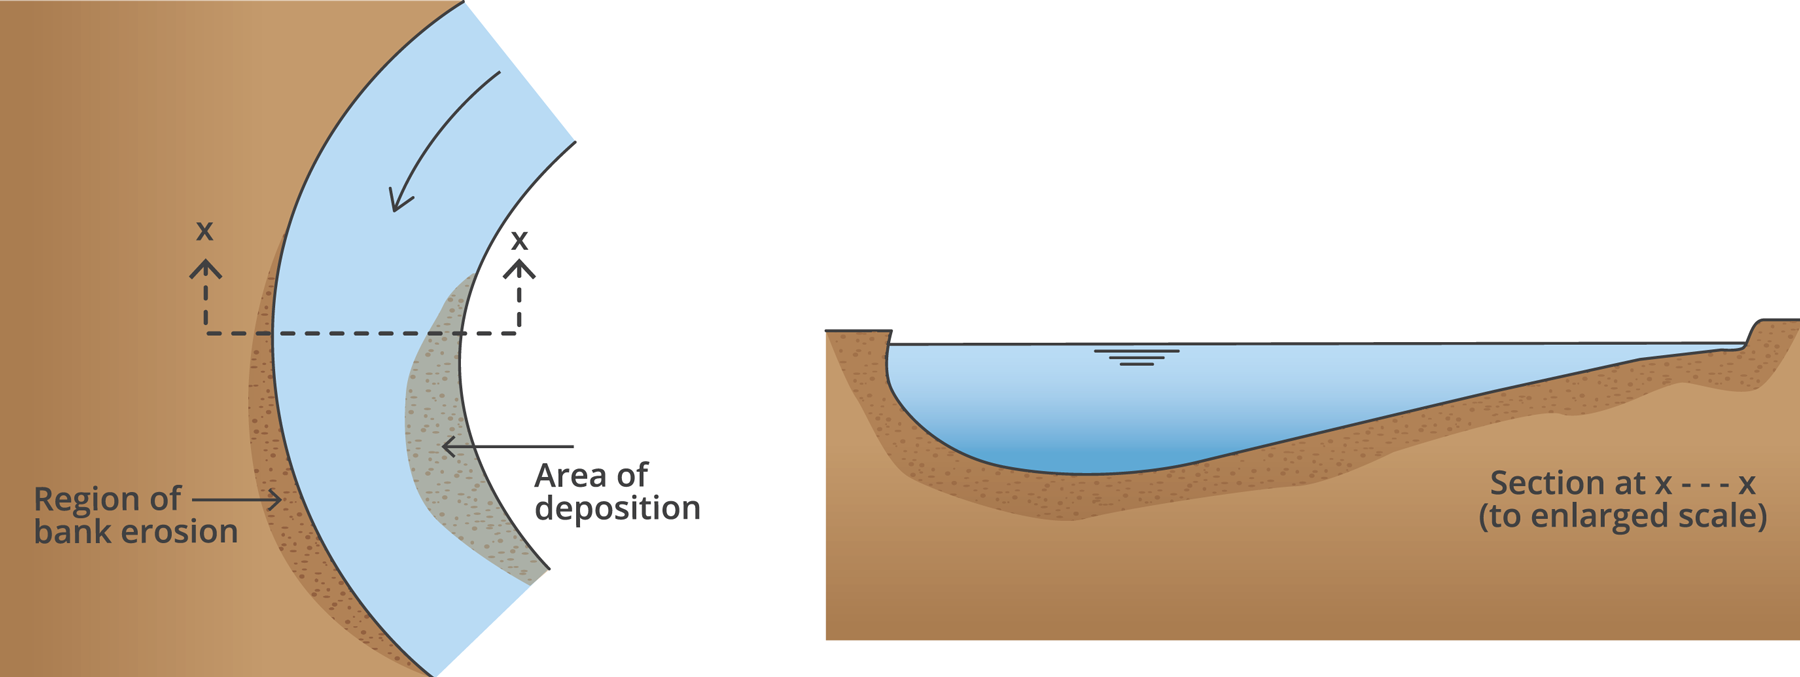 x
x
Region of
bank erosion
Area of
deposition
Section at x - - - x
(to enlarged scale)